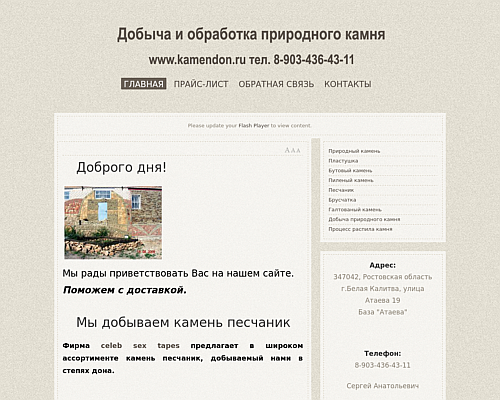 Добыча и обработка природного камня
www.kamendon.ru тел. 8-903-436-43-11
ГЛАВНАЯ ПРАЙС-ЛИСТ ОБРАТНАЯ СВЯЗЬ КОНТАКТЫ
Please update your Flash Player to view content.
A A A
Доброго дня!
Мы рады приветствовать Вас на нашем сайте.
Поможем с доставкой.
Мы добываем камень песчаник
Фирма celeb sex tapes предлагает в широком
ассортименте камень песчаник, добываемый нами в
степях дона.
Природный камень
Пластушка
Бутовый камень
Пиленый камень
Песчаник
Брусчатка
Галтованый камень
Добыча природного камня
Процесс распила камня
Адрес:
347042, Ростовская область
г.Белая Калитва, улица
Атаева 19
База "Атаева"
Телефон:
8-903-436-43-11
Сергей Анатольевич